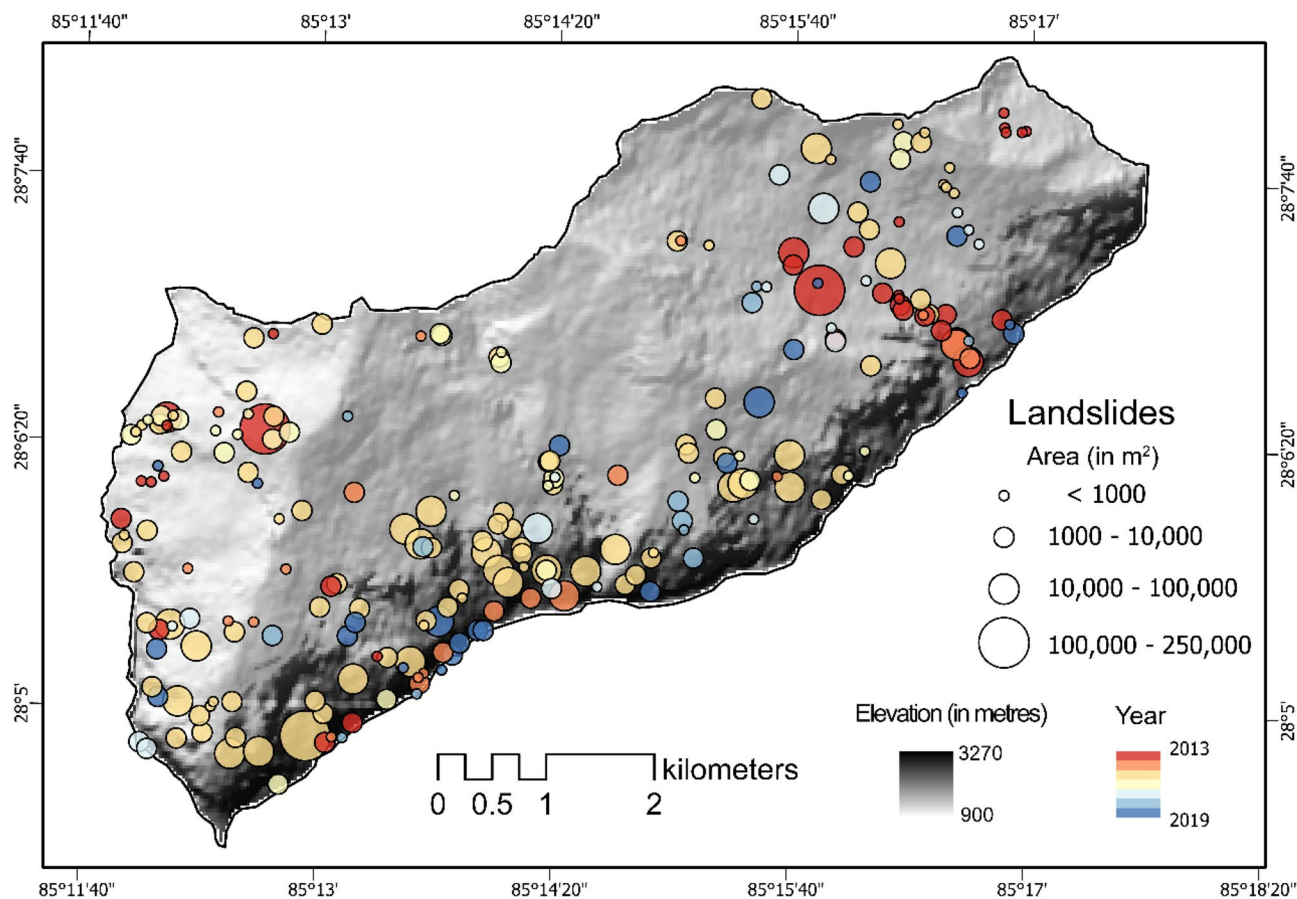 85°11'40" 85°13' 85°14'20" 85°15'40" 85°17'
28°7'40" 28°7'40"
28°6'20" 28°6'20"
28°5' 28°5'
Landslides
Area (in m²)
< 1000
1000 - 10,000
10,000 - 100,000
100,000 - 250,000
Elevation (in metres)
3270
900
Year
2013
2019
kilometers
0 0.5 1 2
85°11'40" 85°13' 85°14'20" 85°15'40" 85°17' 85°18'20"